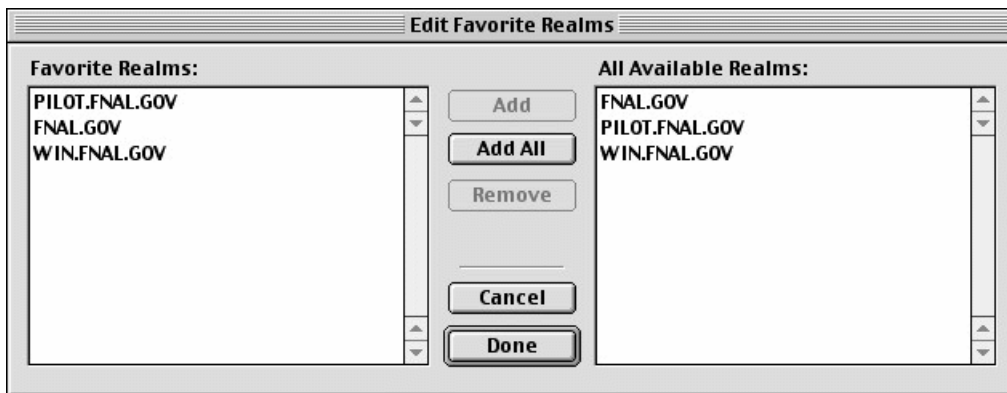 Edit Favorite Realms
Favorite Realms:
PILOT.FNAL.GOV
FNAL.GOV
WIN.FNAL.GOV
Add
Add All
Remove
Cancel
Done
All Available Realms:
FNAL.GOV
PILOT.FNAL.GOV
WIN.FNAL.GOV